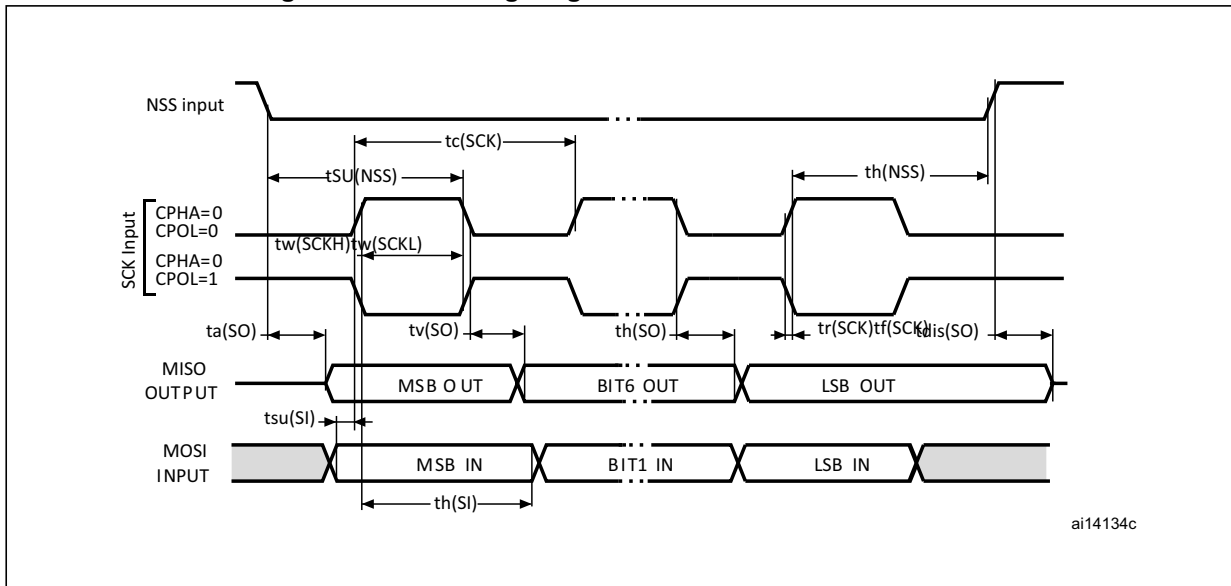 NSS input
tc(SCK)
tSU(NSS)
th(NSS)
SCK Input
CPHA=0
CPOL=0
tw(SCKH)tw(SCKL)
CPHA=0
CPOL=1
ta(SO)
tv(SO)
th(SO)
tr(SCK)tf(SCK)
tdis(SO)
MISO
OUTPUT
MSB OUT
BIT6 OUT
LSB OUT
tsu(SI)
MOSI
INPUT
MSB IN
BIT1 IN
LSB IN
th(SI)
ai14134c